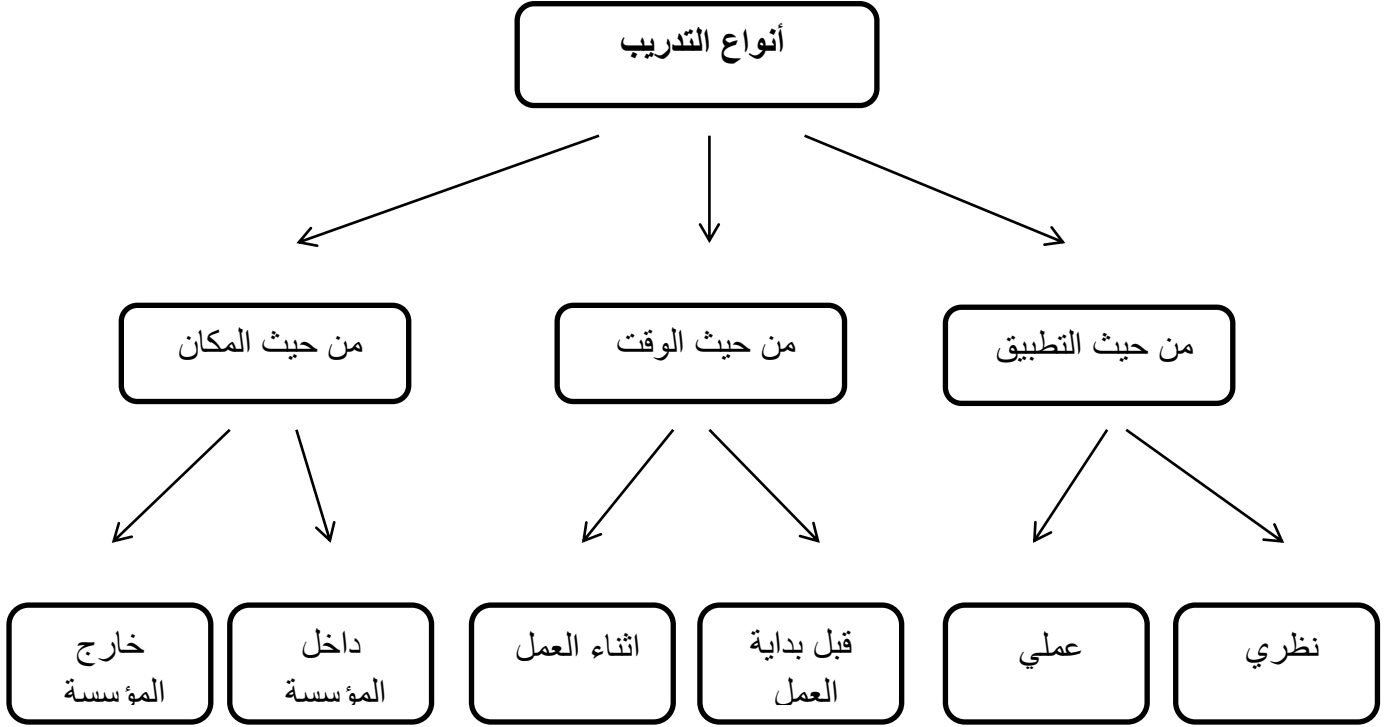 أنواع التدريب
من حيث التطبيق
من حيث الوقت
من حيث المكان
نظري
عملي
قبل بداية
العمل
اثناء العمل
داخل
المؤسسة
خارج
المؤسسة